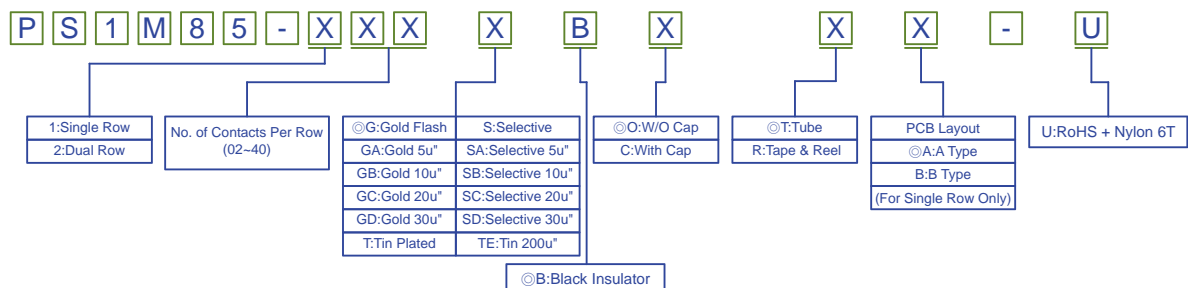 P S 1 M 8 5 - X X X X B X X X - U
1:Single Row
2:Dual Row
No. of Contacts Per Row
(02~40)
◎G:Gold Flash S:Selective
GA:Gold 5u" SA:Selective 5u"
GB:Gold 10u" SB:Selective 10u"
GC:Gold 20u" SC:Selective 20u"
GD:Gold 30u" SD:Selective 30u"
T:Tin Plated TE:Tin 200u"
◎B:Black Insulator
◎O:W/O Cap
C:With Cap
◎T:Tube
R:Tape & Reel
PCB Layout
◎A:A Type
B:B Type
(For Single Row Only)
U:RoHS + Nylon 6T